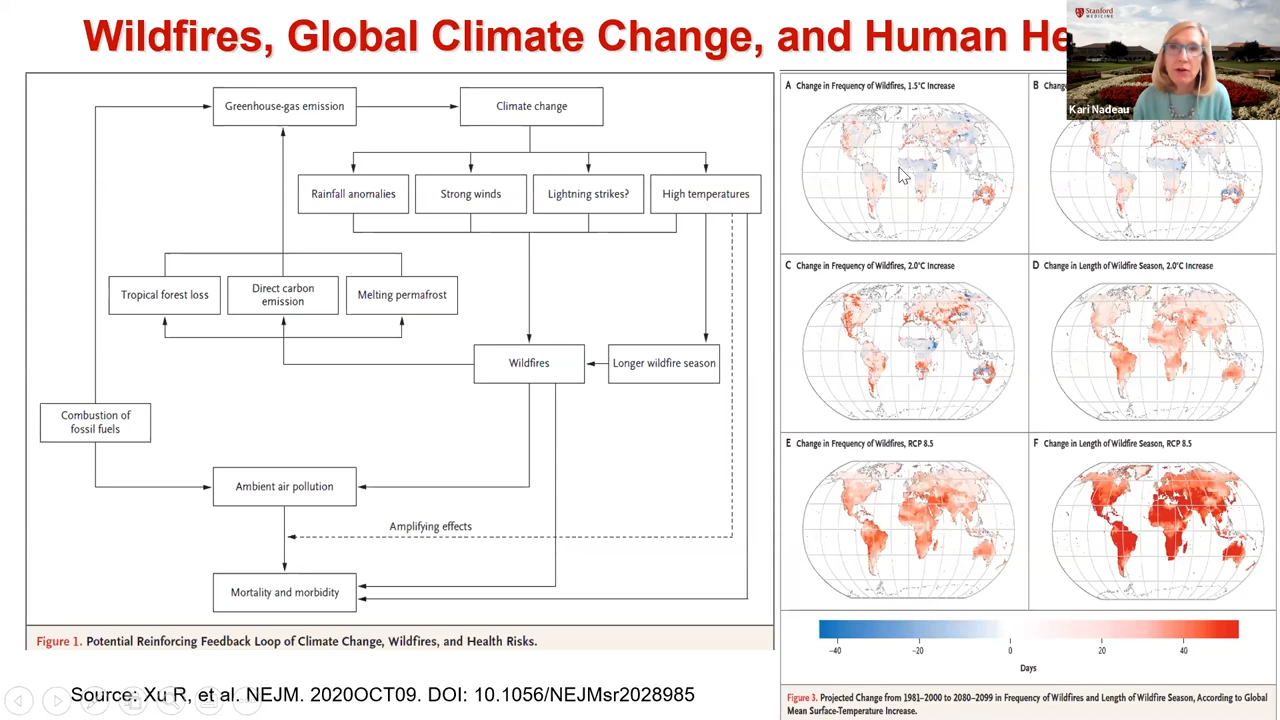 Wildfires, Global Climate Change, and Human He
Stanford
MEDICINE
Kari Nadeau
Greenhouse-gas emission
Climate change
Rainfall anomalies
Strong winds
Lightning strikes?
High temperatures
Tropical forest loss
Direct carbon
emission
Melting permafrost
Wildfires
Longer wildfire season
Combustion of
fossil fuels
Ambient air pollution
Amplifying effects
Mortality and morbidity
Figure 1. Potential Reinforcing Feedback Loop of Climate Change, Wildfires, and Health Risks.
Source: Xu R, et al. NEJM. 2020OCT09. DOI: 10.1056/NEJMsr2028985
A Change in Frequency of Wildfires, 1.5°C Increase
B
C Change in Frequency of Wildfires, 2.0°C Increase
D Change in Length of Wildfire Season, 2.0°C Increase
E Change in Frequency of Wildfires, RCP 8.5
F Change in Length of Wildfire Season, RCP 8.5
−40 −20 0 20 40
Days
Figure 3. Projected Change from 1981–2000 to 2080–2099 in Frequency of Wildfires and Length of Wildfire Season, According to Global
Mean Surface-Temperature Increase.